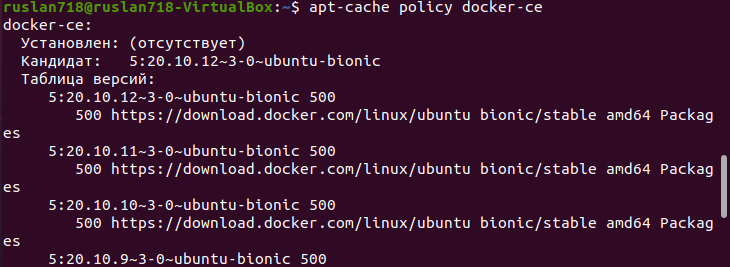 ruslan718@ruslan718-VirtualBox:~$ apt-cache policy docker-ce
docker-ce:
  Установлен: (отсутствует)
  Кандидат:   5:20.10.12~3-0~ubuntu-bionic
  Таблица версий:
     5:20.10.12~3-0~ubuntu-bionic 500
        500 https://download.docker.com/linux/ubuntu bionic/stable amd64 Packag
es
     5:20.10.11~3-0~ubuntu-bionic 500
        500 https://download.docker.com/linux/ubuntu bionic/stable amd64 Packag
es
     5:20.10.10~3-0~ubuntu-bionic 500
        500 https://download.docker.com/linux/ubuntu bionic/stable amd64 Packag
es
     5:20.10.9~3-0~ubuntu-bionic 500